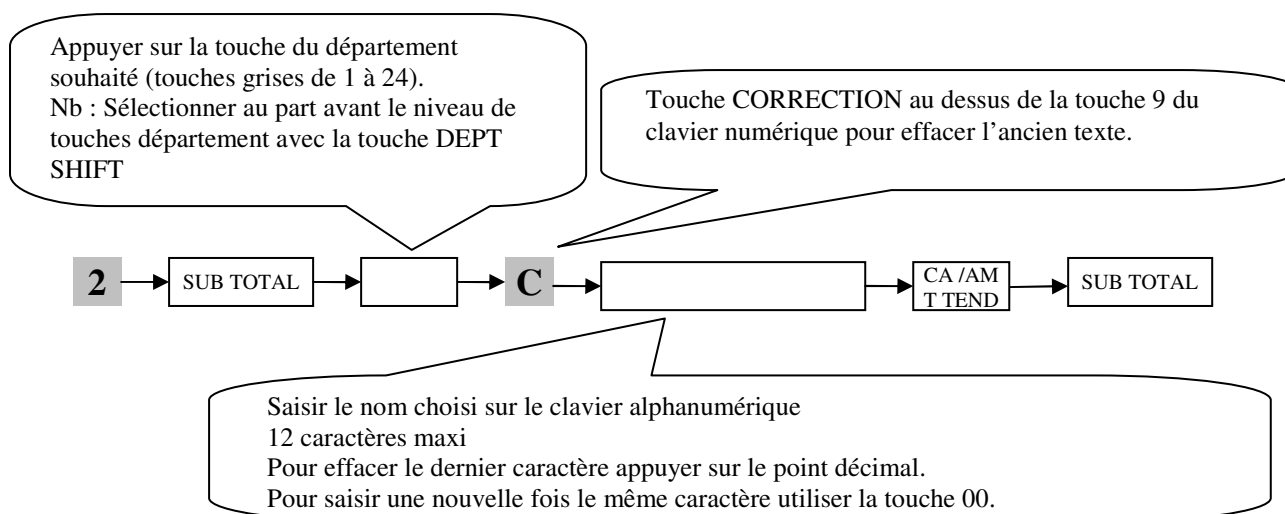 Appuyer sur la touche du département
souhaité (touches grises de 1 à 24).
Nb : Sélectionner au part avant le niveau de
touches département avec la touche DEPT
SHIFT
Touche CORRECTION au dessus de la touche 9 du
clavier numérique pour effacer l’ancien texte.
2 SUB TOTAL C CA /AM SUB TOTAL
T TEND
Saisir le nom choisi sur le clavier alphanumérique
12 caractères maxi
Pour effacer le dernier caractère appuyer sur le point décimal.
Pour saisir une nouvelle fois le même caractère utiliser la touche 00.